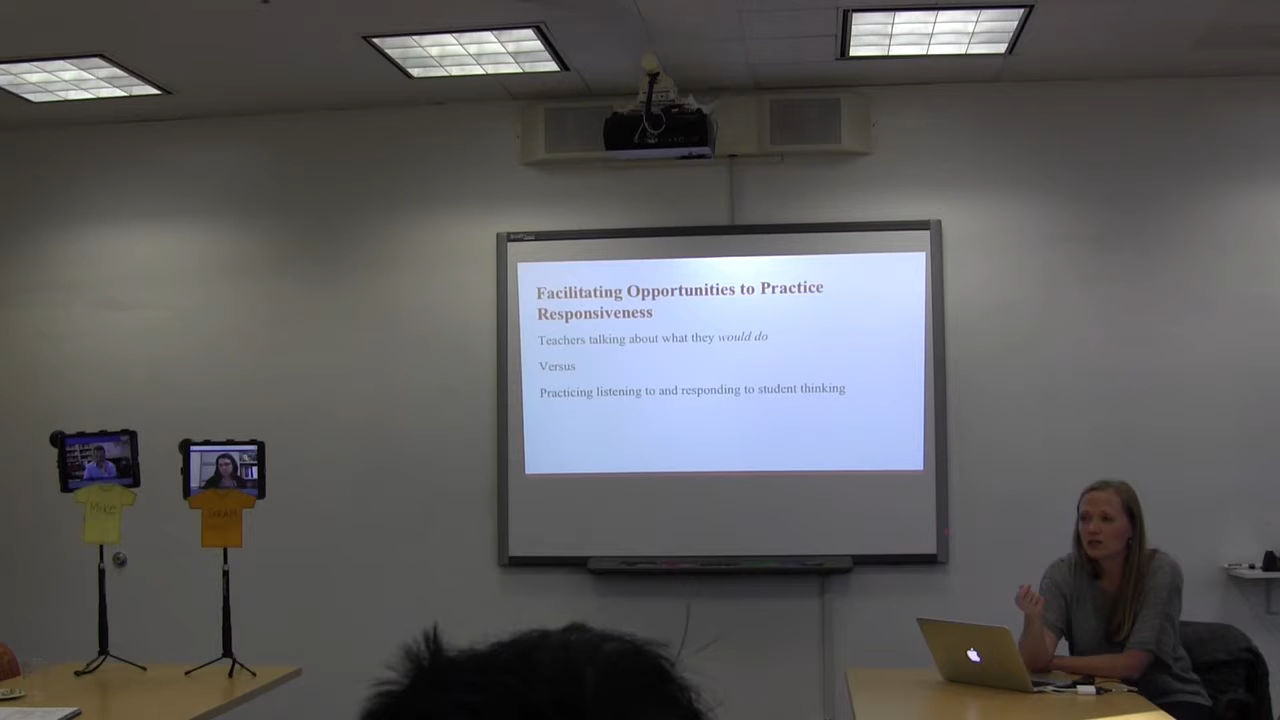 Facilitating Opportunities to Practice
Responsiveness
Teachers talking about what they would do
Versus
Practicing listening to and responding to student thinking
Mike
Sarah